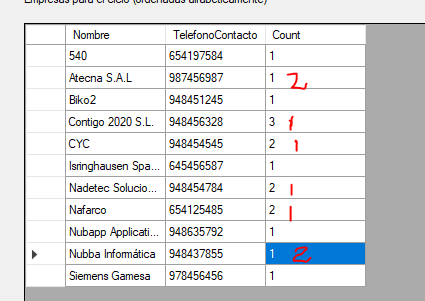 Empresas para el ciclo (ordenadas alfabéticamente)
Nombre TelefonoContacto Count
540 654197584 1
Atecna S.A.L 987456987 1 2
Biko2 948451245 1
Contigo 2020 S.L. 948456328 3 1
CYC 948454545 2 1
Isringhausen Spa... 645456587 1
Nadetec Solucio... 948454784 2 1
Nafarco 654125485 2 1
Nubapp Applicati... 948635792 1
Nubba Informática 948437855 1 2
Siemens Gamesa 978456456 1